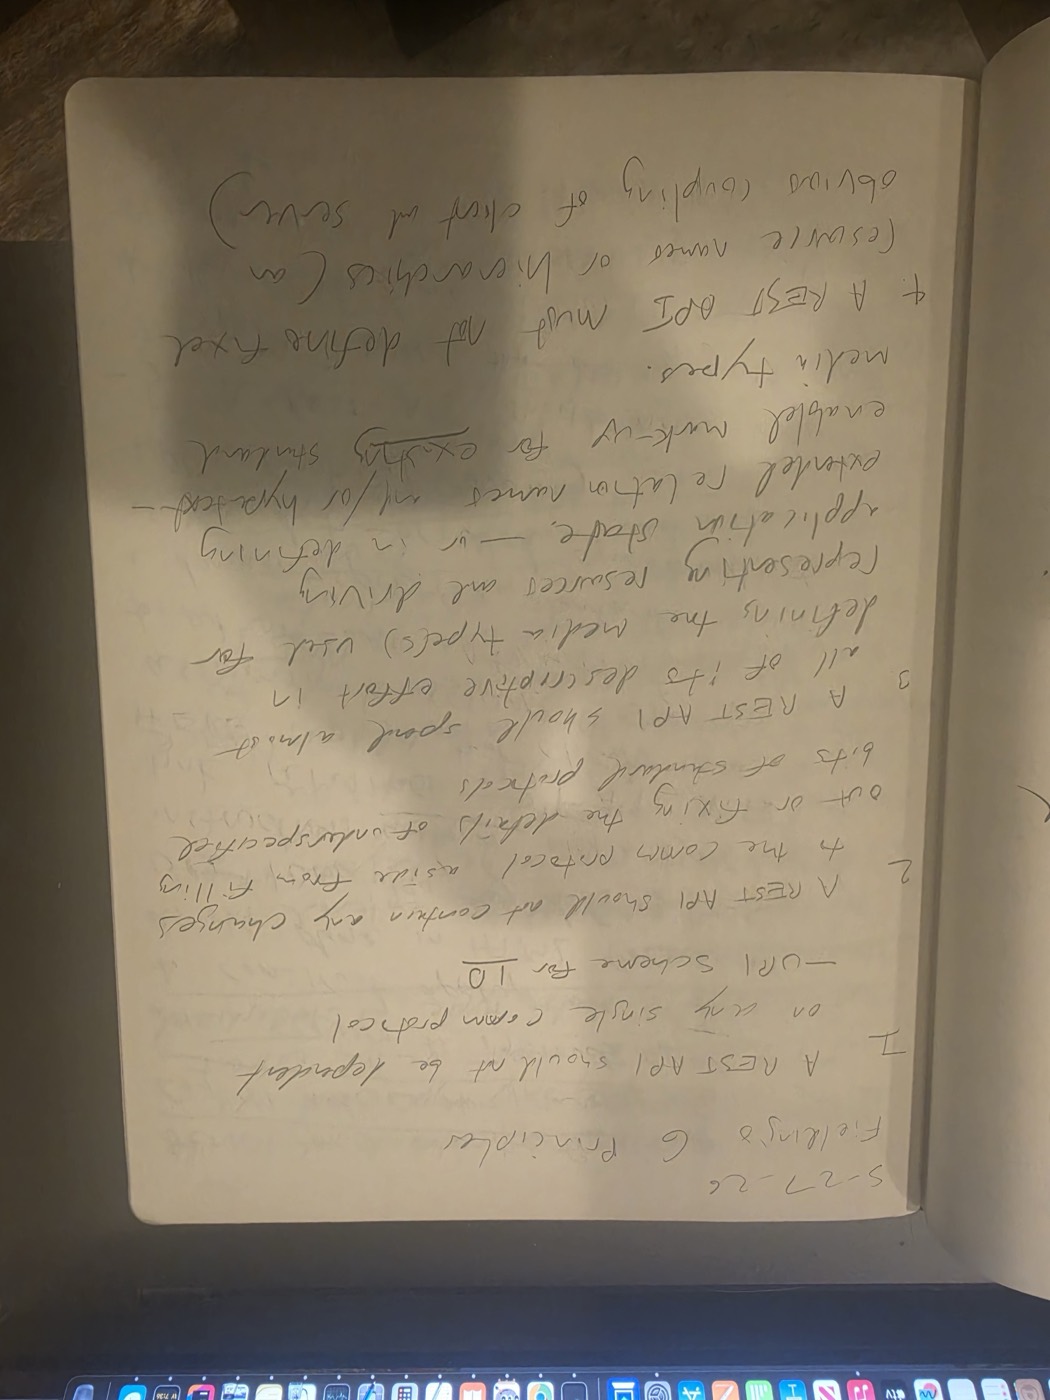 5-27-26
Fielding's 6 Principles
1 A REST API should not be dependent
on any single comm protocol
—URI scheme for ID
2 A REST API should not contain any changes
to the comm protocol aside from filling
out or fixing the details of underspecified
bits of standard protocols
3 A REST API should spend almost
all of its descriptive effort in
defining the media type(s) used for
representing resources and driving
application state, — or in defining
extended relation names and/or hypertext-
enabled mark-up for existing standard
media types.
4. A REST API must not define fixed
resource names or hierarchies (an
obvious coupling of client and server)